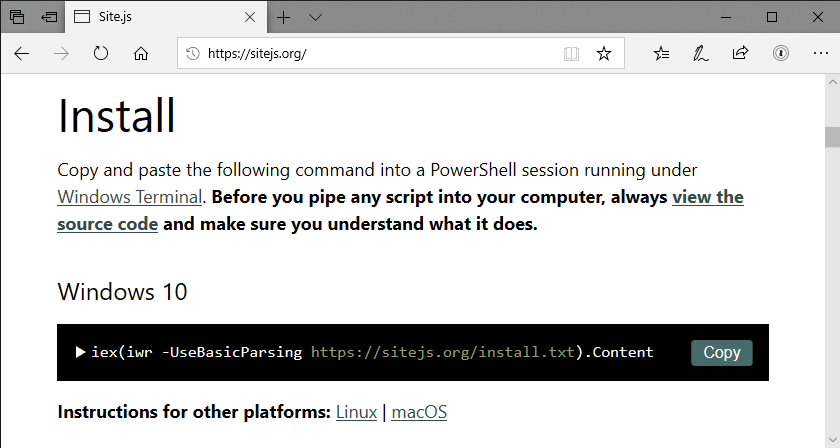 Site.js
https://sitejs.org/
Install
Copy and paste the following command into a PowerShell session running under
Windows Terminal. Before you pipe any script into your computer, always view the
source code and make sure you understand what it does.
Windows 10
iex(iwr -UseBasicParsing https://sitejs.org/install.txt).Content
Copy
Instructions for other platforms: Linux | macOS